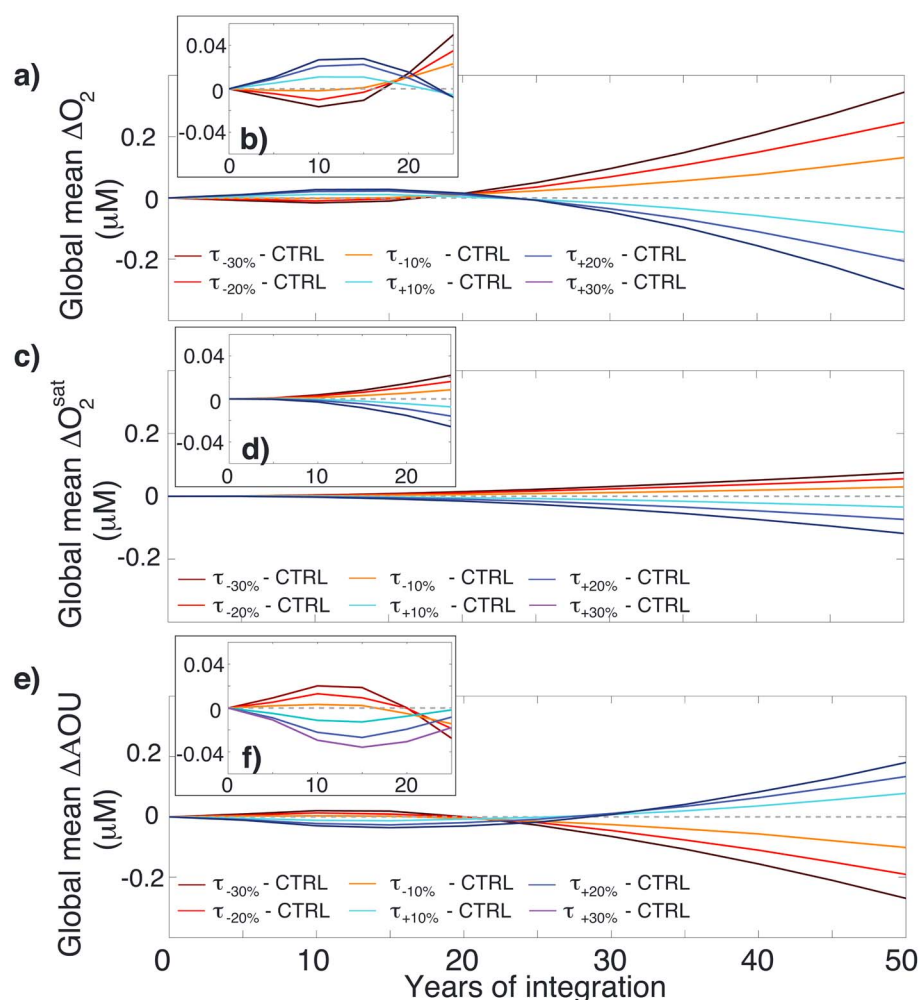 a)
b)
0.04
0
-0.04
0
10
20
Global mean ΔO₂
(μM)
0.2
0
-0.2
τ₋₃₀% - CTRL
τ₋₁₀% - CTRL
τ₊₂₀% - CTRL
τ₋₂₀% - CTRL
τ₊₁₀% - CTRL
τ₊₃₀% - CTRL
c)
d)
0.04
0
-0.04
0
10
20
Global mean ΔO₂ˢᵃᵗ
(μM)
0.2
0
-0.2
τ₋₃₀% - CTRL
τ₋₁₀% - CTRL
τ₊₂₀% - CTRL
τ₋₂₀% - CTRL
τ₊₁₀% - CTRL
τ₊₃₀% - CTRL
e)
f)
0.04
0
-0.04
0
10
20
Global mean ΔAOU
(μM)
0.2
0
-0.2
τ₋₃₀% - CTRL
τ₋₁₀% - CTRL
τ₊₂₀% - CTRL
τ₋₂₀% - CTRL
τ₊₁₀% - CTRL
τ₊₃₀% - CTRL
0
10
20
30
40
50
Years of integration